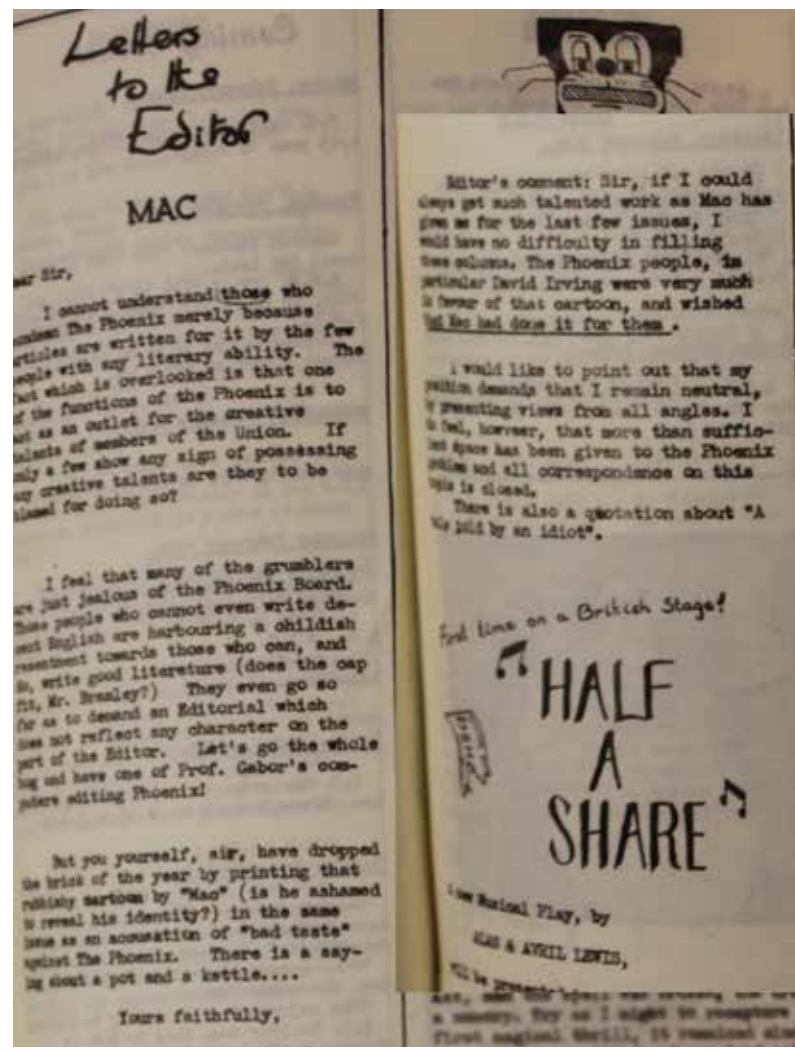 Letters
to the
Editor
MAC
Sir,
I cannot understand those who
The Phoenix merely because
articles are written for it by the few
people with any literary ability. The
fact which is overlooked is that one
of the functions of the Phoenix is to
act as an outlet for the creative
talents of members of the Union. If
only a few show any sign of possessing
any creative talents are they to be
blamed for doing so?
I feel that many of the grumblers
are just jealous of the Phoenix Board.
Those people who cannot even write de-
cent English are harbouring a childish
resentment towards those who can, and
do, write good literature (does the cap
fit, Mr. ?) They even go so
far as to demand an Editorial which
does not reflect any character on the
part of the Editor. Let's go the whole
hog and have one of Prof. Gabor's com-
puters editing Phoenix!
But you yourself, sir, have dropped
the brick of the year by printing that
rubbishy cartoon by "Mac" (is he ashamed
to reveal his identity?) in the same
issue as an accusation of "bad taste"
against The Phoenix. There is a say-
ing about a pot and a kettle....
Yours faithfully,
Editor's comment: Sir, if I could
always get such talented work as Mac has
given me for the last few issues, I
would have no difficulty in filling
these columns. The Phoenix people, in
particular David Irving were very much
in favour of that cartoon, and wished
that Mac had done it for them.
I would like to point out that my
position demands that I remain neutral,
by presenting views from all angles. I
do feel, however, that more than suffic-
ient space has been given to the Phoenix
problem and all correspondence on this
topic is closed.
There is also a quotation about "A
tale told by an idiot".
First time on a British Stage!
"HALF
A
SHARE"
A new Musical Play, by
ALAN & AVRIL LEWIS,
will be presented
a memory. Try as I might to recapture
first magical thrill, it remained